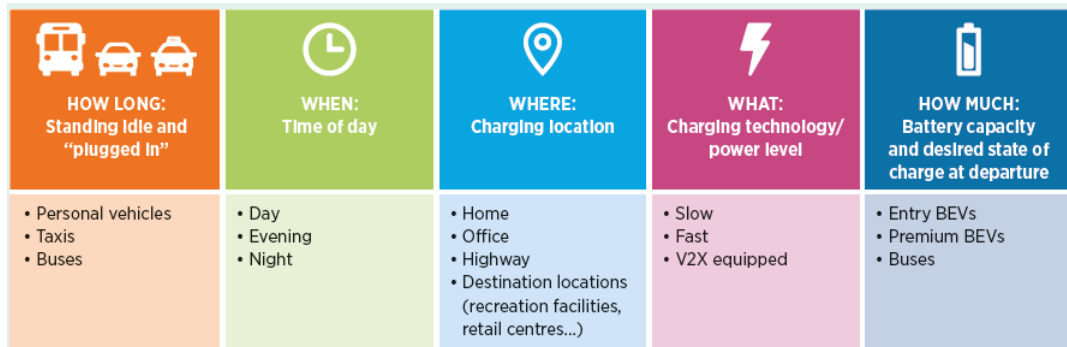 HOW LONG:
Standing idle and
“plugged in”
• Personal vehicles
• Taxis
• Buses
WHEN:
Time of day
• Day
• Evening
• Night
WHERE:
Charging location
• Home
• Office
• Highway
• Destination locations
(recreation facilities,
retail centres...)
WHAT:
Charging technology/
power level
• Slow
• Fast
• V2X equipped
HOW MUCH:
Battery capacity
and desired state of
charge at departure
• Entry BEVs
• Premium BEVs
• Buses